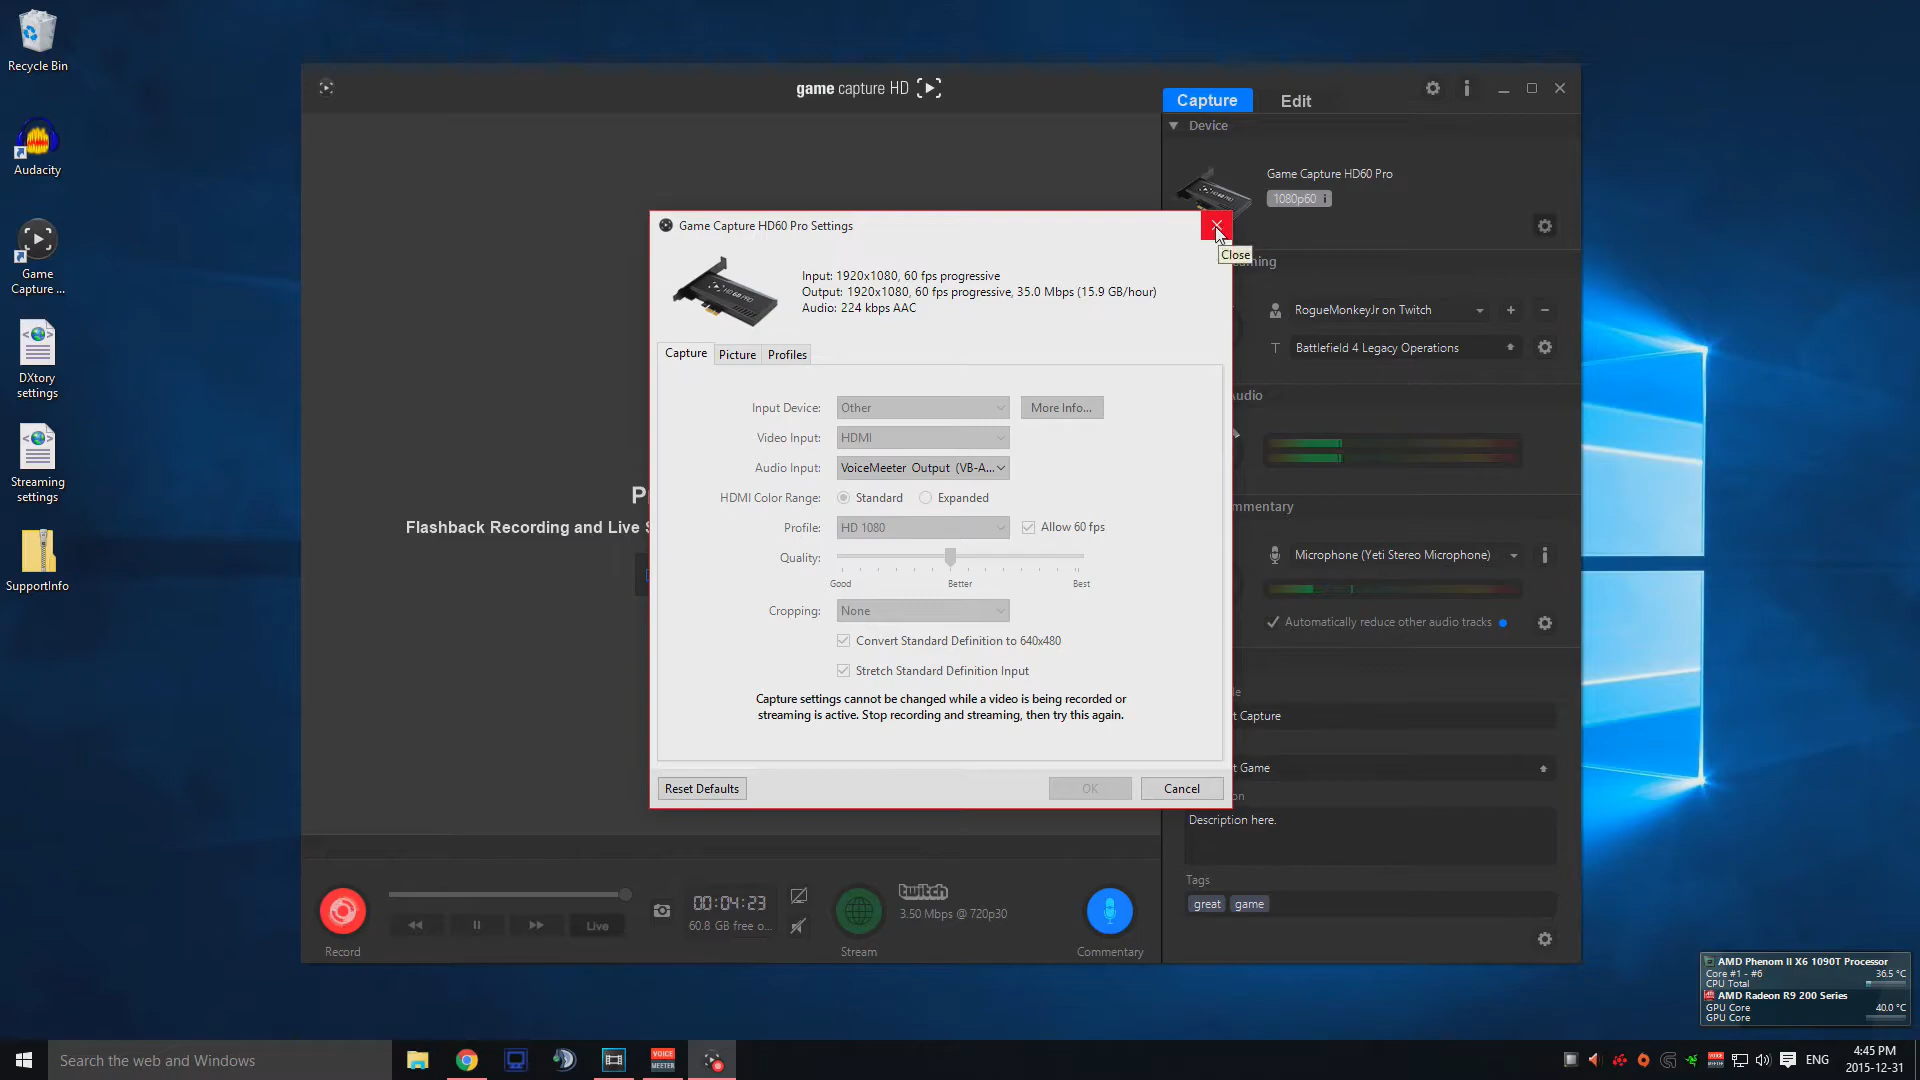 Recycle Bin
Audacity
Game
Capture ...
DXtory
settings
Streaming
settings
SupportInfo
game capture HD
Capture
Edit
Device
Game Capture HD60 Pro
1080p60 i
RogueMonkeyJr on Twitch
Battlefield 4 Legacy Operations
Microphone (Yeti Stereo Microphone)
Automatically reduce other audio tracks
Capture
Game
Description here.
Tags
great
game
Flashback Recording and Live
Game Capture HD60 Pro Settings
Close
Input: 1920x1080, 60 fps progressive
Output: 1920x1080, 60 fps progressive, 35.0 Mbps (15.9 GB/hour)
Audio: 224 kbps AAC
Capture
Picture
Profiles
Input Device: Other More Info...
Video Input: HDMI
Audio Input: VoiceMeeter Output (VB-A...
HDMI Color Range: Standard Expanded
Profile: HD 1080 Allow 60 fps
Quality:
Good Better Best
Cropping: None
Convert Standard Definition to 640x480
Stretch Standard Definition Input
Capture settings cannot be changed while a video is being recorded or
streaming is active. Stop recording and streaming, then try this again.
Reset Defaults
OK
Cancel
Record
Live
00:04:23
60.8 GB free o...
Stream
twitch
3.50 Mbps @ 720p30
Commentary
AMD Phenom II X6 1090T Processor
Core #1 - #6 36.5 °C
CPU Total
AMD Radeon R9 200 Series
GPU Core 40.0 °C
GPU Core
Search the web and Windows
VOICE
MEETER
ENG
4:45 PM
2015-12-31